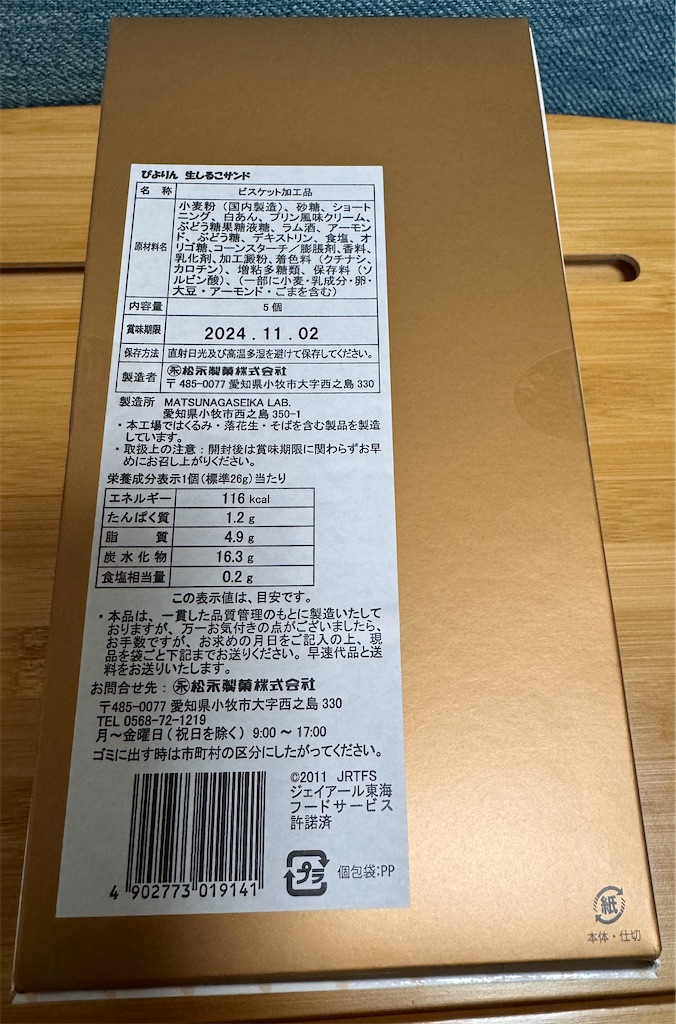 ぴよりん 生しるこサンド
名 称 ビスケット加工品
原材料名
小麦粉（国内製造）、砂糖、ショート
ニング、白あん、プリン風味クリーム、
ぶどう糖果糖液糖、ラム酒、アーモン
ド、ぶどう糖、デキストリン、食塩、オ
リゴ糖、コーンスターチ／膨脹剤、香料、
乳化剤、加工澱粉、着色料（クチナシ、
カロチン）、増粘多糖類、保存料（ソ
ルビン酸）、（一部に小麦・乳成分・卵・
大豆・アーモンド・ごまを含む）
内容量 5個
賞味期限 2024.11.02
保存方法 直射日光及び高温多湿を避けて保存してください。
製造者 松永製菓株式会社
〒485-0077 愛知県小牧市大字西之島 330
製造所 MATSUNAGASEIKA LAB.
愛知県小牧市西之島 350-1
・本工場ではくるみ・落花生・そばを含む製品を製造
しています。
・取扱上の注意：開封後は賞味期限に関わらずお早
めにお召し上がりください。
栄養成分表示1個（標準26g）当たり
エネルギー 116 kcal
たんぱく質 1.2 g
脂 質 4.9 g
炭水化物 16.3 g
食塩相当量 0.2 g
この表示値は、目安です。
・本品は、一貫した品質管理のもとに製造いたして
おりますが、万一お気付きの点がございましたら、
お手数ですが、お求めの月日をご記入の上、現
品を袋ごと下記までお送りください。早速代品と送
料をお送りいたします。
お問合せ先：㊍松永製菓株式会社
〒485-0077 愛知県小牧市大字西之島 330
TEL 0568-72-1219
月～金曜日（祝日を除く） 9:00 ～ 17:00
ゴミに出す時は市町村の区分にしたがってください。
©2011 JRTFS
ジェイアール東海
フードサービス
許諾済
4 902773 019141
プラ 個包袋:PP
紙
本体・仕切